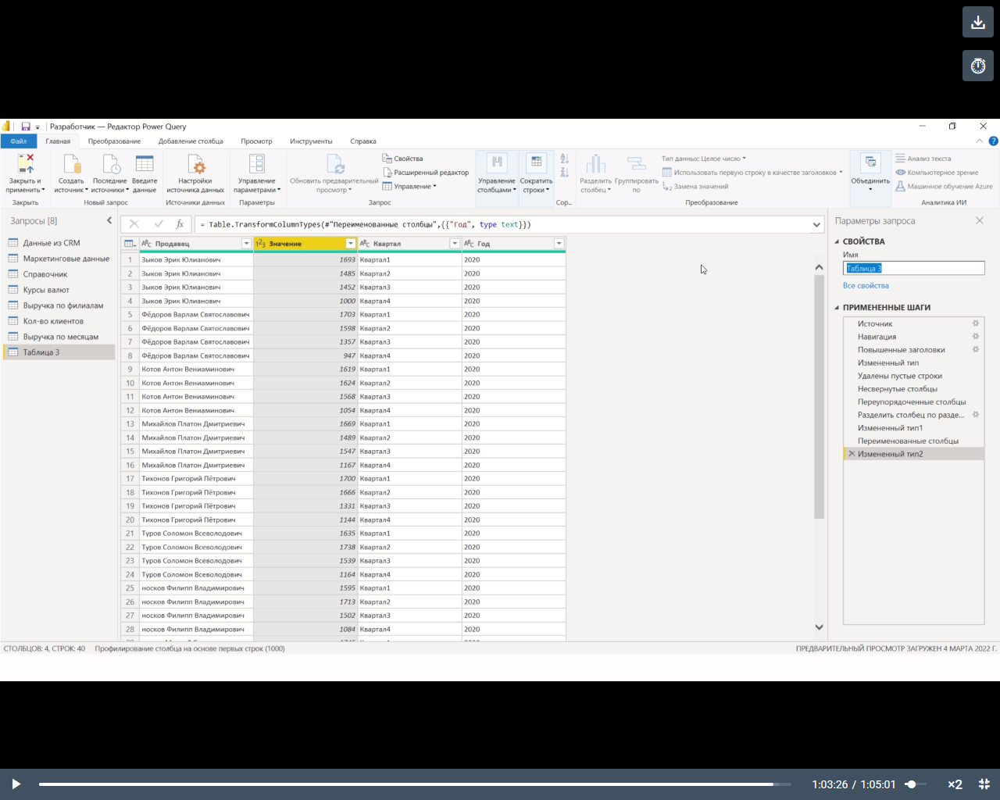 Разработчик — Редактор Power Query
Файл Главная Преобразование Добавление столбца Просмотр Инструменты Справка
Закрыть и применить
Создать источник
Последние источники
Введите данные
Настройки источника данных
Управление параметрами
Обновить предварительный просмотр
Свойства
Расширенный редактор
Управление
Управление столбцами
Сократить строки
Разделить столбец
Группировать по
Тип данных: Целое число
Использовать первую строку в качестве заголовков
Замена значений
Объединить
Анализ текста
Компьютерное зрение
Машинное обучение Azure
Закрыть Новый запрос Источники данных Параметры Запрос Сор... Преобразование Аналитика ИИ
Запросы [8]
Данные из CRM
Маркетинговые данные
Справочник
Курсы валют
Выручка по филиалам
Кол-во клиентов
Выручка по месяцам
Таблица 3
fx = Table.TransformColumnTypes(#"Переименованные столбцы",{{"Год", type text}})
Продавец Значение Квартал Год
1 Зыков Эрик Юлианович 1693 Квартал1 2020
2 Зыков Эрик Юлианович 1485 Квартал2 2020
3 Зыков Эрик Юлианович 1452 Квартал3 2020
4 Зыков Эрик Юлианович 1000 Квартал4 2020
5 Фёдоров Варлам Святославович 1703 Квартал1 2020
6 Фёдоров Варлам Святославович 1598 Квартал2 2020
7 Фёдоров Варлам Святославович 1357 Квартал3 2020
8 Фёдоров Варлам Святославович 947 Квартал4 2020
9 Котов Антон Вениаминович 1619 Квартал1 2020
10 Котов Антон Вениаминович 1624 Квартал2 2020
11 Котов Антон Вениаминович 1568 Квартал3 2020
12 Котов Антон Вениаминович 1054 Квартал4 2020
13 Михайлов Платон Дмитриевич 1669 Квартал1 2020
14 Михайлов Платон Дмитриевич 1489 Квартал2 2020
15 Михайлов Платон Дмитриевич 1547 Квартал3 2020
16 Михайлов Платон Дмитриевич 1167 Квартал4 2020
17 Тихонов Григорий Пётрович 1700 Квартал1 2020
18 Тихонов Григорий Пётрович 1666 Квартал2 2020
19 Тихонов Григорий Пётрович 1331 Квартал3 2020
20 Тихонов Григорий Пётрович 1144 Квартал4 2020
21 Туров Соломон Всеволодович 1635 Квартал1 2020
22 Туров Соломон Всеволодович 1738 Квартал2 2020
23 Туров Соломон Всеволодович 1539 Квартал3 2020
24 Туров Соломон Всеволодович 1164 Квартал4 2020
25 носков Филипп Владимирович 1595 Квартал1 2020
26 носков Филипп Владимирович 1713 Квартал2 2020
27 носков Филипп Владимирович 1502 Квартал3 2020
28 носков Филипп Владимирович 1084 Квартал4 2020
Параметры запроса
СВОЙСТВА
Имя
Таблица 3
Все свойства
ПРИМЕНЕННЫЕ ШАГИ
Источник
Навигация
Повышенные заголовки
Измененный тип
Удалены пустые строки
Несвернутые столбцы
Переупорядоченные столбцы
Разделить столбец по разде...
Измененный тип1
Переименованные столбцы
Измененный тип2
СТОЛБЦОВ: 4, СТРОК: 40 Профилирование столбца на основе первых строк (1000) ПРЕДВАРИТЕЛЬНЫЙ ПРОСМОТР ЗАГРУЖЕН 4 МАРТА 2022 Г.
1:03:26 / 1:05:01 ×2